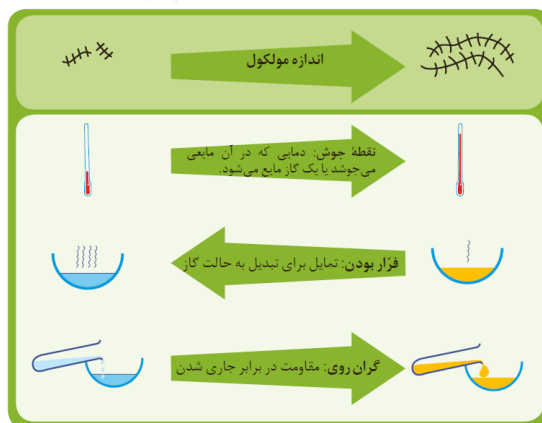 اندازه مولکول
نقطۀ جوش: دمایی که در آن مایعی
می‌جوشد یا یک گاز مایع می‌شود.
فرّار بودن: تمایل برای تبدیل به حالت گاز
گران روی: مقاومت در برابر جاری شدن